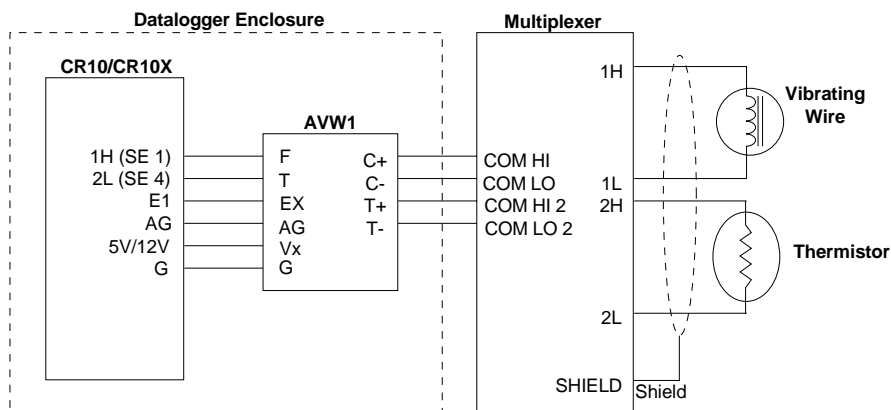 Datalogger Enclosure
Multiplexer
CR10/CR10X
AVW1
1H (SE 1)
2L (SE 4)
E1
AG
5V/12V
G
F
T
EX
AG
Vx
G
C+
C-
T+
T-
COM HI
COM LO
COM HI 2
COM LO 2
1H
1L
2H
2L
SHIELD
Shield
Vibrating
Wire
Thermistor